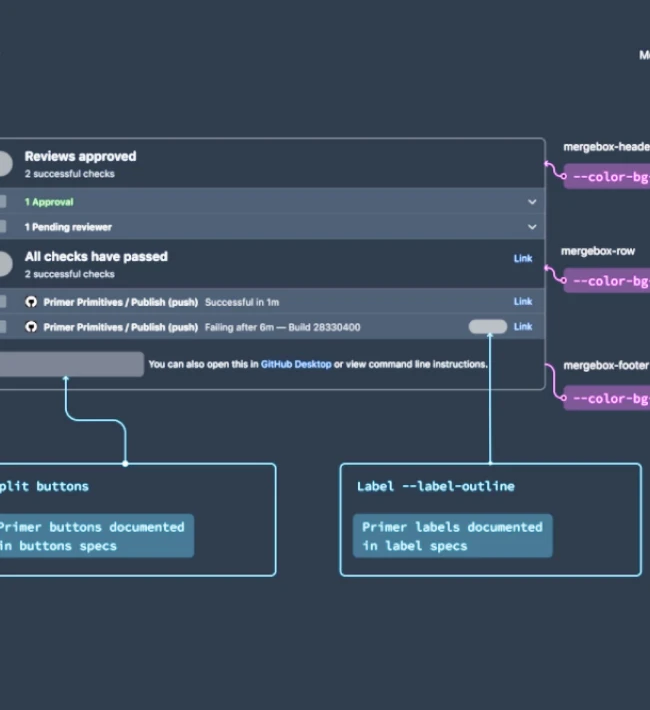 Reviews approved
2 successful checks
1 Approval
1 Pending reviewer
All checks have passed
Link
2 successful checks
Primer Primitives / Publish (push) Successful in 1m
Link
Primer Primitives / Publish (push) Failing after 6m — Build 28330400
Link
You can also open this in GitHub Desktop or view command line instructions.
mergebox-heade
--color-bg
mergebox-row
--color-bg
mergebox-footer
--color-bg
plit buttons
Primer buttons documented
in buttons specs
Label --label-outline
Primer labels documented
in label specs